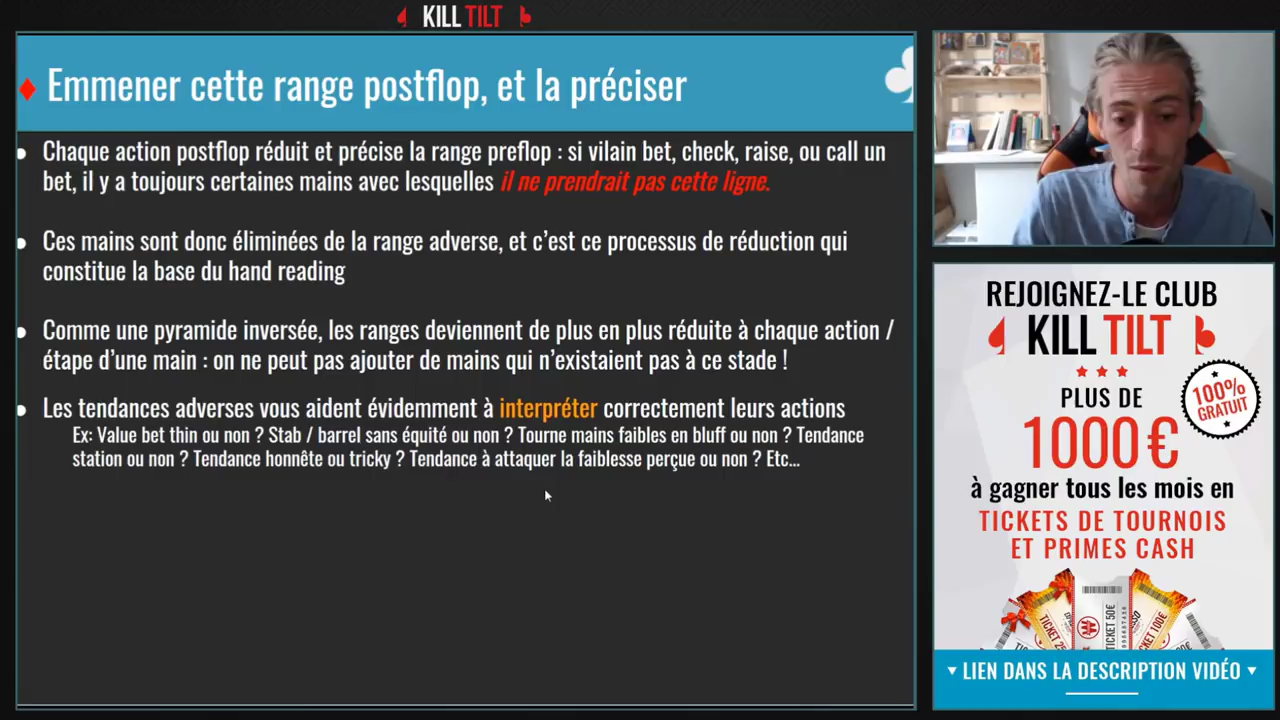 KILL TILT
Emmener cette range postflop, et la préciser
Chaque action postflop réduit et précise la range preflop : si vilain bet, check, raise, ou call un
bet, il y a toujours certaines mains avec lesquelles il ne prendrait pas cette ligne.
Ces mains sont donc éliminées de la range adverse, et c'est ce processus de réduction qui
constitue la base du hand reading
Comme une pyramide inversée, les ranges deviennent de plus en plus réduite à chaque action /
étape d'une main : on ne peut pas ajouter de mains qui n'existaient pas à ce stade !
Les tendances adverses vous aident évidemment à interpréter correctement leurs actions
Ex: Value bet thin ou non ? Stab / barrel sans équité ou non ? Tourne mains faibles en bluff ou non ? Tendance
station ou non ? Tendance honnête ou tricky ? Tendance à attaquer la faiblesse perçue ou non ? Etc...
REJOIGNEZ-LE CLUB
KILL TILT
PLUS DE
100%
GRATUIT
1000 €
à gagner tous les mois en
TICKETS DE TOURNOIS
ET PRIMES CASH
TICKET 50€
TICKET 100€
LIEN DANS LA DESCRIPTION VIDÉO